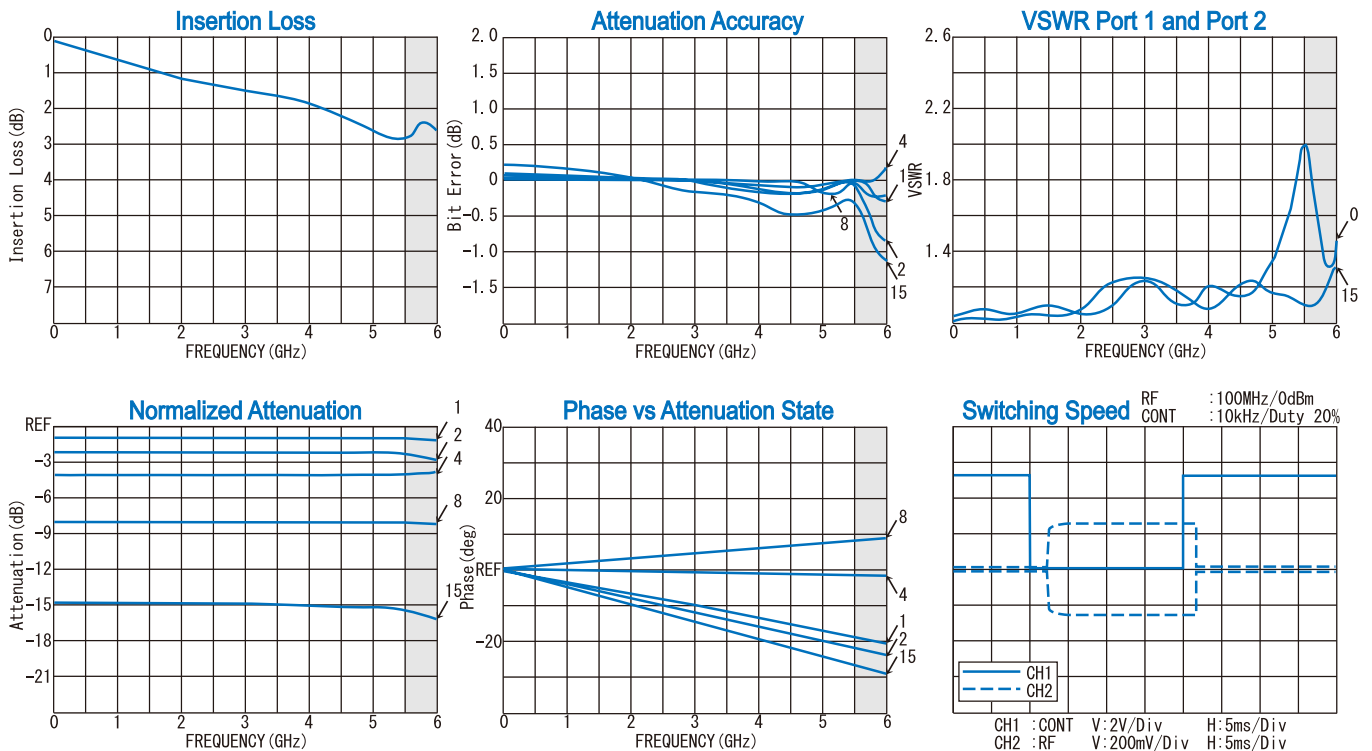 Insertion Loss
0
1
2
3
4
5
6
7
Insertion Loss(dB)
0 1 2 3 4 5 6
FREQUENCY(GHz)
Attenuation Accuracy
2.0
1.5
1.0
0.5
0
-0.5
-1.0
-1.5
Bit Error(dB)
4
1
8
2
15
0 1 2 3 4 5 6
FREQUENCY(GHz)
VSWR Port 1 and Port 2
2.6
2.2
1.8
1.4
VSWR
0
15
0 1 2 3 4 5 6
FREQUENCY(GHz)
Normalized Attenuation
REF
-3
-6
-9
-12
-15
-18
-21
Attenuation(dB)
1
2
4
8
15
0 1 2 3 4 5 6
FREQUENCY(GHz)
Phase vs Attenuation State
40
20
REF
-20
Phase(deg)
8
4
1
2
15
0 1 2 3 4 5 6
FREQUENCY(GHz)
Switching Speed
RF :100MHz/0dBm
CONT :10kHz/Duty 20%
CH1
CH2
CH1 :CONT V:2V/Div H:5ms/Div
CH2 :RF V:200mV/Div H:5ms/Div